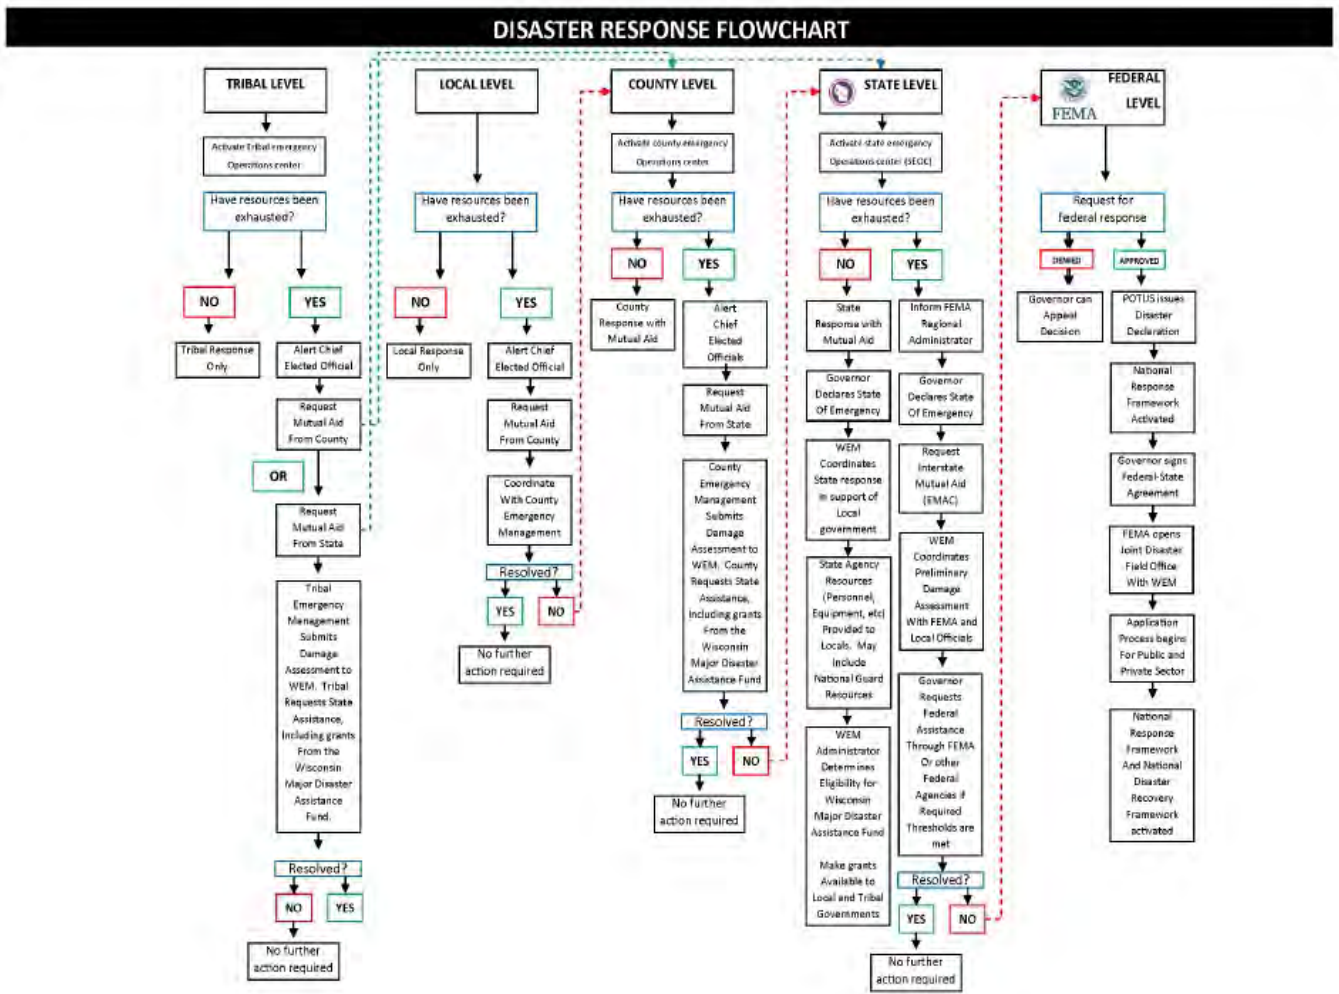 DISASTER RESPONSE FLOWCHART
TRIBAL LEVEL
Activate Tribal emergency
Operations center
Have resources been
exhausted?
NO
YES
Tribal Response
Only
Alert Chief
Elected Official
Request
Mutual Aid
From County
OR
Request
Mutual Aid
From State
Tribal
Emergency
Management
Submits
Damage
Assessment to
WEM. Tribal
Requests State
Assistance,
including grants
From the
Wisconsin
Major Disaster
Assistance
Fund.
Resolved?
NO
YES
No further
action required
LOCAL LEVEL
Have resources been
exhausted?
NO
YES
Local Response
Only
Alert Chief
Elected Official
Request
Mutual Aid
From County
Coordinate
With County
Emergency
Management
Resolved?
YES
NO
No further
action required
COUNTY LEVEL
Activate county emergency
Operations center
Have resources been
exhausted?
NO
YES
County
Response with
Mutual Aid
Alert
Chief
Elected
Officials
Request
Mutual Aid
From State
County
Emergency
Management
Submits
Damage
Assessment to
WEM. County
Requests State
Assistance,
including grants
From the
Wisconsin
Major Disaster
Assistance Fund
Resolved?
YES
NO
No further
action required
STATE LEVEL
Activate state emergency
Operations center (SEOC)
Have resources been
exhausted?
NO
YES
State
Response with
Mutual Aid
Governor
Declares State
Of Emergency
WEM
Coordinates
State response
in support of
Local
government
State Agency
Resources
(Personnel,
Equipment, etc)
Provided to
Locals. May
Include
National Guard
Resources
WEM
Administrator
Determines
Eligibility for
Wisconsin
Major Disaster
Assistance Fund
Make grants
Available to
Local and Tribal
Governments
Inform FEMA
Regional
Administrator
Governor
Declares State
Of Emergency
Request
Interstate
Mutual Aid
(EMAC)
WEM
Coordinates
Preliminary
Damage
Assessment
With FEMA and
Local Officials
Governor
Requests
Federal
Assistance
Through FEMA
Or other
Federal
Agencies if
Required
Thresholds are
met
Resolved?
YES
NO
No further
action required
FEMA
FEDERAL
LEVEL
Request for
federal response
DENIED
APPROVED
Governor can
Appeal
Decision
POTUS issues
Disaster
Declaration
National
Response
Framework
Activated
Governor signs
Federal-State
Agreement
FEMA opens
Joint Disaster
Field Office
With WEM
Application
Process begins
For Public and
Private Sector
National
Response
Framework
And National
Disaster
Recovery
Framework
activated